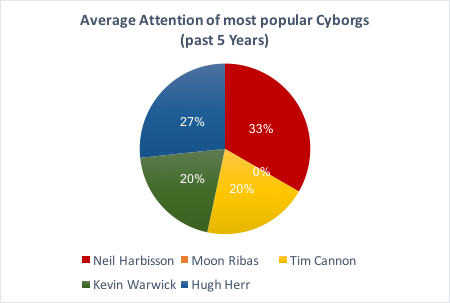 Average Attention of most popular Cyborgs
(past 5 Years)
27%
33%
0%
20%
20%
Neil Harbisson Moon Ribas Tim Cannon
Kevin Warwick Hugh Herr